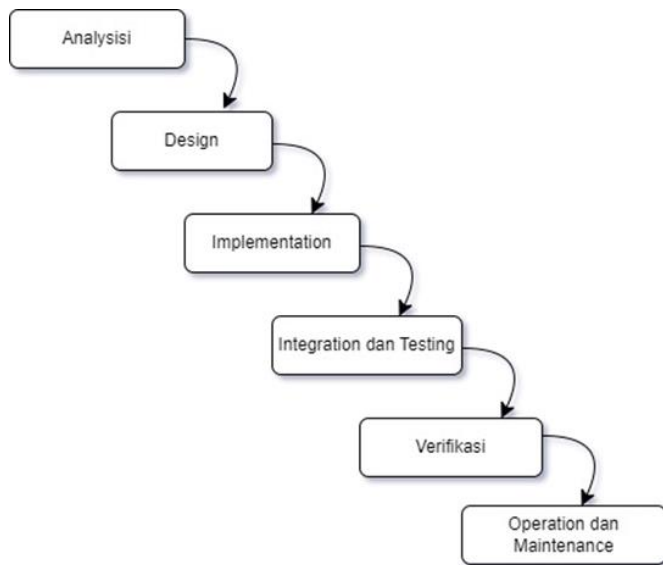 Analysisi
Design
Implementation
Integration dan Testing
Verifikasi
Operation dan
Maintenance